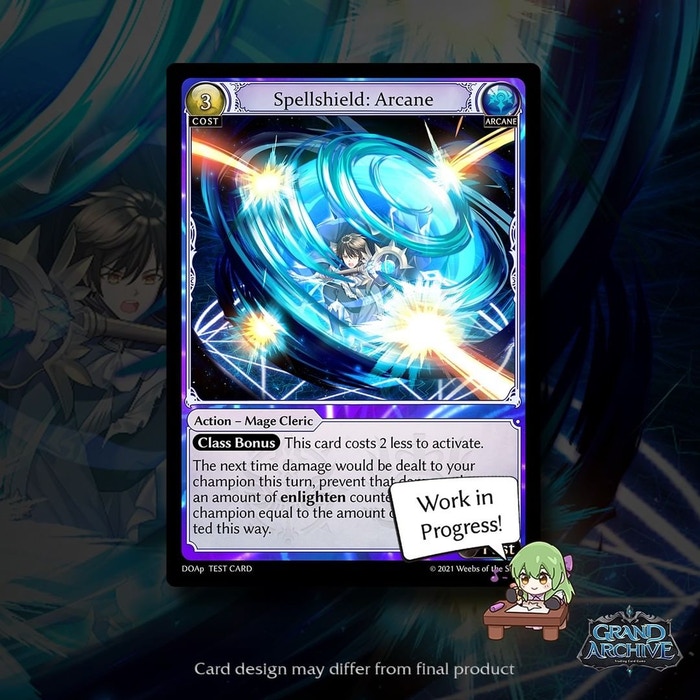 3
COST
Spellshield: Arcane
ARCANE
Action – Mage Cleric
Class Bonus This card costs 2 less to activate.
The next time damage would be dealt to your
champion this turn, prevent that
an amount of enlighten
champion equal to the amount
ted this way.
Work in
Progress!
DOAp TEST CARD
© 2021 Weebs of the
GRAND
ARCHIVE
Trading Card Game
Card design may differ from final product